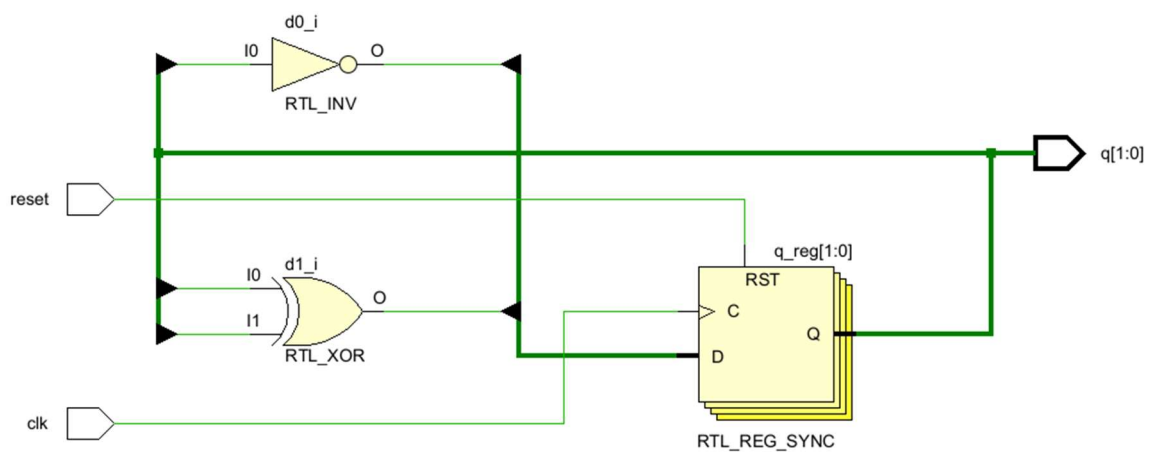 d0_i
I0
O
RTL_INV
q[1:0]
reset
d1_i
q_reg[1:0]
I0
RST
O
C
I1
Q
RTL_XOR
D
clk
RTL_REG_SYNC